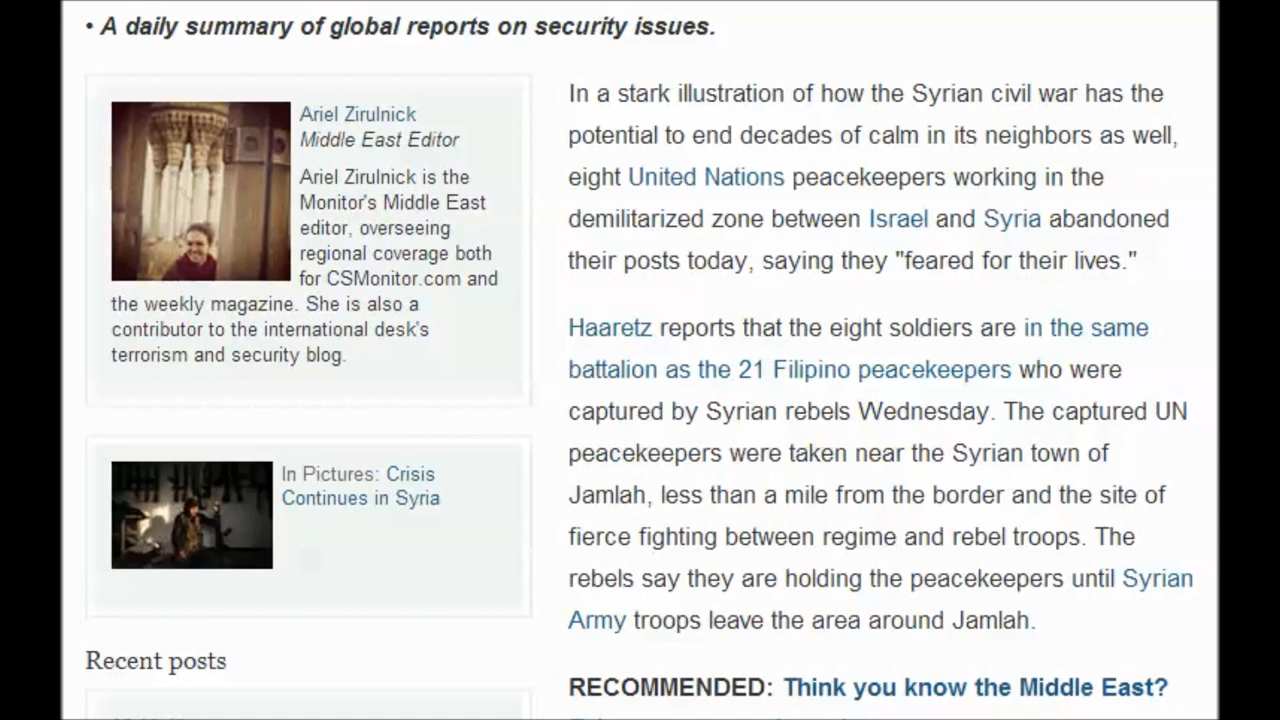 • A daily summary of global reports on security issues.
Ariel Zirulnick
Middle East Editor
Ariel Zirulnick is the
Monitor's Middle East
editor, overseeing
regional coverage both
for CSMonitor.com and
the weekly magazine. She is also a
contributor to the international desk's
terrorism and security blog.
In Pictures: Crisis
Continues in Syria
Recent posts
In a stark illustration of how the Syrian civil war has the
potential to end decades of calm in its neighbors as well,
eight United Nations peacekeepers working in the
demilitarized zone between Israel and Syria abandoned
their posts today, saying they "feared for their lives."
Haaretz reports that the eight soldiers are in the same
battalion as the 21 Filipino peacekeepers who were
captured by Syrian rebels Wednesday. The captured UN
peacekeepers were taken near the Syrian town of
Jamlah, less than a mile from the border and the site of
fierce fighting between regime and rebel troops. The
rebels say they are holding the peacekeepers until Syrian
Army troops leave the area around Jamlah.
RECOMMENDED: Think you know the Middle East?